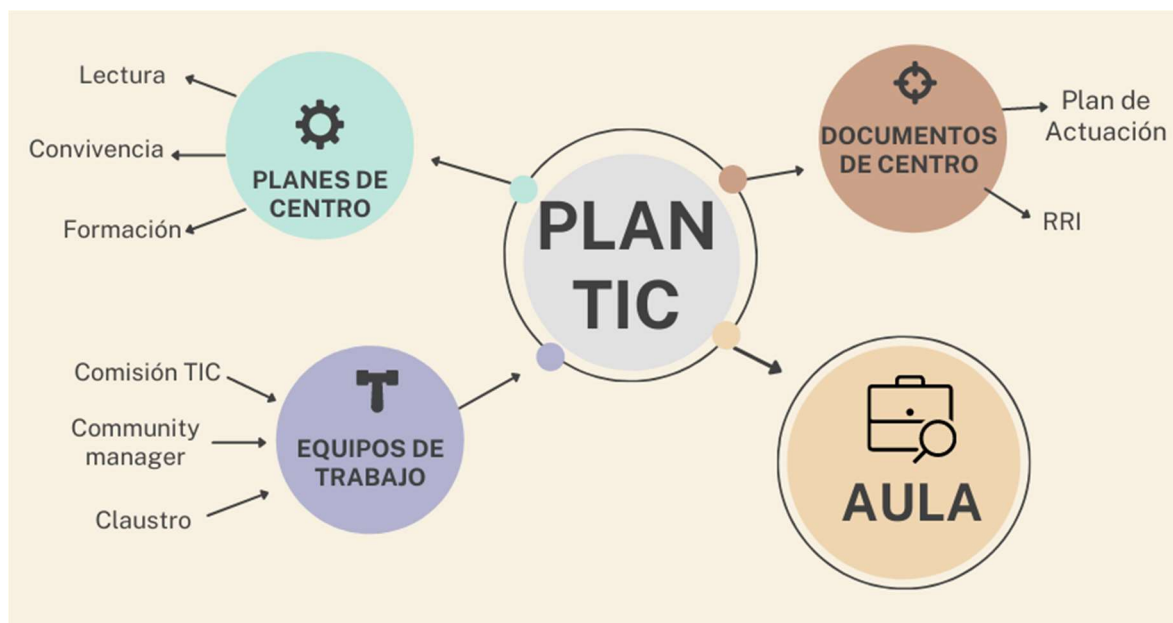 Lectura
Convivencia
Formación
PLANES DE
CENTRO
PLAN
TIC
DOCUMENTOS
DE CENTRO
Plan de
Actuación
RRI
Comisión TIC
Community
manager
Claustro
EQUIPOS DE
TRABAJO
AULA